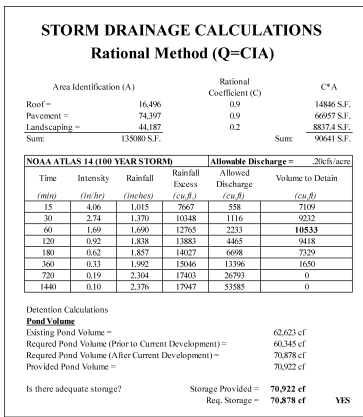 STORM DRAINAGE CALCULATIONS
Rational Method (Q=CIA)
Area Identification (A) Rational Coefficient (C) C*A
Roof = 16,496 0.9 14846 S.F.
Pavement = 74,397 0.9 66957 S.F.
Landscaping = 44,187 0.2 8837.4 S.F.
Sum: 135080 S.F. Sum: 90641 S.F.
NOAA ATLAS 14 (100 YEAR STORM) Allowable Discharge = .20cfs/acre
Time Intensity Rainfall Rainfall Excess Allowed Discharge Volume to Detain
(min) (in/hr) (inches) (cu,ft.) (cu,ft) (cu,ft)
15 4.06 1.015 7667 558 7109
30 2.74 1.370 10348 1116 9232
60 1.69 1.690 12765 2233 10533
120 0.92 1.838 13883 4465 9418
180 0.62 1.857 14027 6698 7329
360 0.33 1.992 15046 13396 1650
720 0.19 2.304 17403 26793 0
1440 0.10 2.376 17947 53585 0
Detention Calculations
Pond Volume
Existing Pond Volume = 62,623 cf
Requred Pond Volume (Prior to Current Development) = 60,345 cf
Requred Pond Volume (After Current Development) = 70,878 cf
Provided Pond Volume = 70,922 cf
Is there adequate storage? Storage Provided = 70,922 cf
Req. Storage = 70,878 cf YES